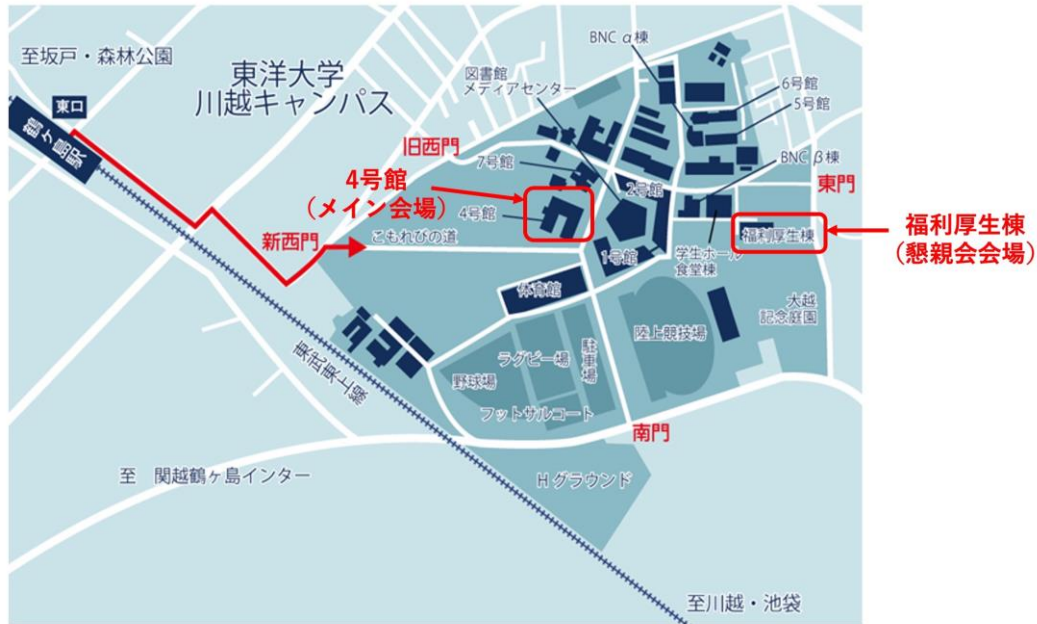 至坂戸・森林公園
東洋大学
川越キャンパス
東口
鶴ヶ島駅
BNC α棟
図書館
メディアセンター
6号館
5号館
旧西門
7号館
BNC β棟
4号館
（メイン会場）
2号館
東門
4号館
新西門
こもれびの道
福利厚生棟
福利厚生棟
（懇親会会場）
1号館
学生ホール
食堂棟
体育館
大越
記念庭園
陸上競技場
東武東上線
ラグビー場
駐車場
野球場
フットサルコート
南門
至　関越鶴ヶ島インター
Hグラウンド
至川越・池袋